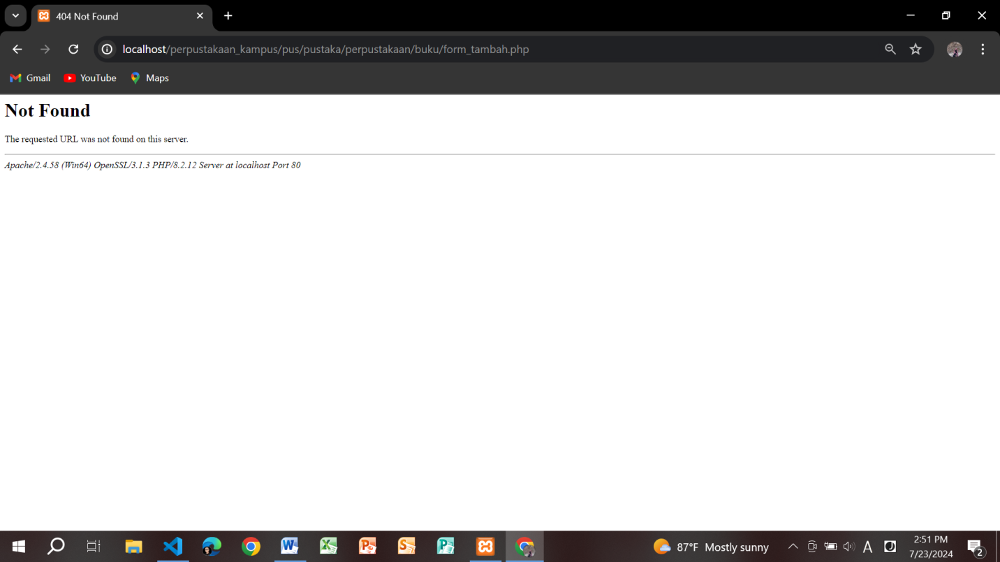 404 Not Found
localhost/perpustakaan_kampus/pus/pustaka/perpustakaan/buku/form_tambah.php
Gmail YouTube Maps
Not Found
The requested URL was not found on this server.
Apache/2.4.58 (Win64) OpenSSL/3.1.3 PHP/8.2.12 Server at localhost Port 80
87°F Mostly sunny
A
2:51 PM
7/23/2024
2